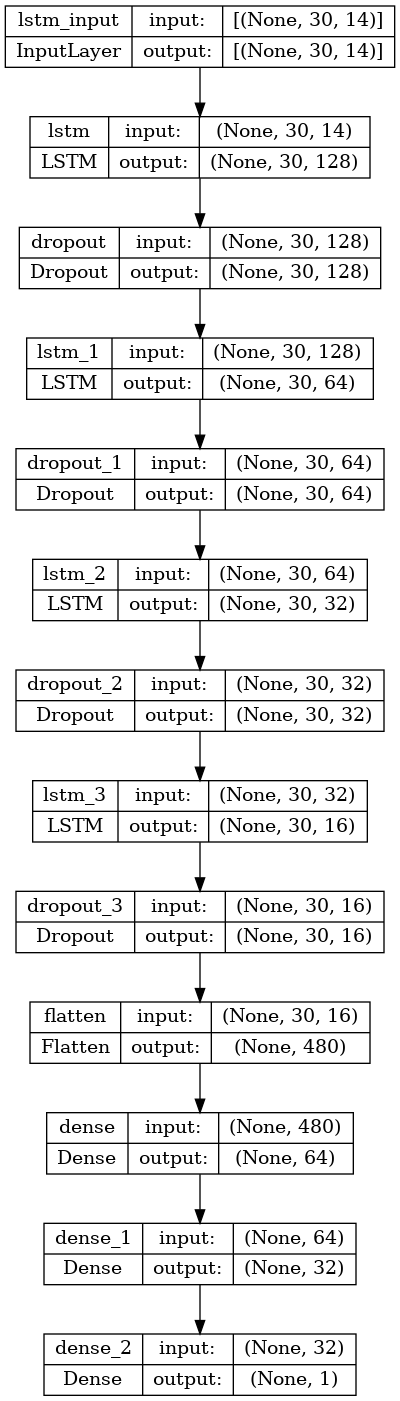 lstm_input input: [(None, 30, 14)]
InputLayer output: [(None, 30, 14)]
lstm input: (None, 30, 14)
LSTM output: (None, 30, 128)
dropout input: (None, 30, 128)
Dropout output: (None, 30, 128)
lstm_1 input: (None, 30, 128)
LSTM output: (None, 30, 64)
dropout_1 input: (None, 30, 64)
Dropout output: (None, 30, 64)
lstm_2 input: (None, 30, 64)
LSTM output: (None, 30, 32)
dropout_2 input: (None, 30, 32)
Dropout output: (None, 30, 32)
lstm_3 input: (None, 30, 32)
LSTM output: (None, 30, 16)
dropout_3 input: (None, 30, 16)
Dropout output: (None, 30, 16)
flatten input: (None, 30, 16)
Flatten output: (None, 480)
dense input: (None, 480)
Dense output: (None, 64)
dense_1 input: (None, 64)
Dense output: (None, 32)
dense_2 input: (None, 32)
Dense output: (None, 1)